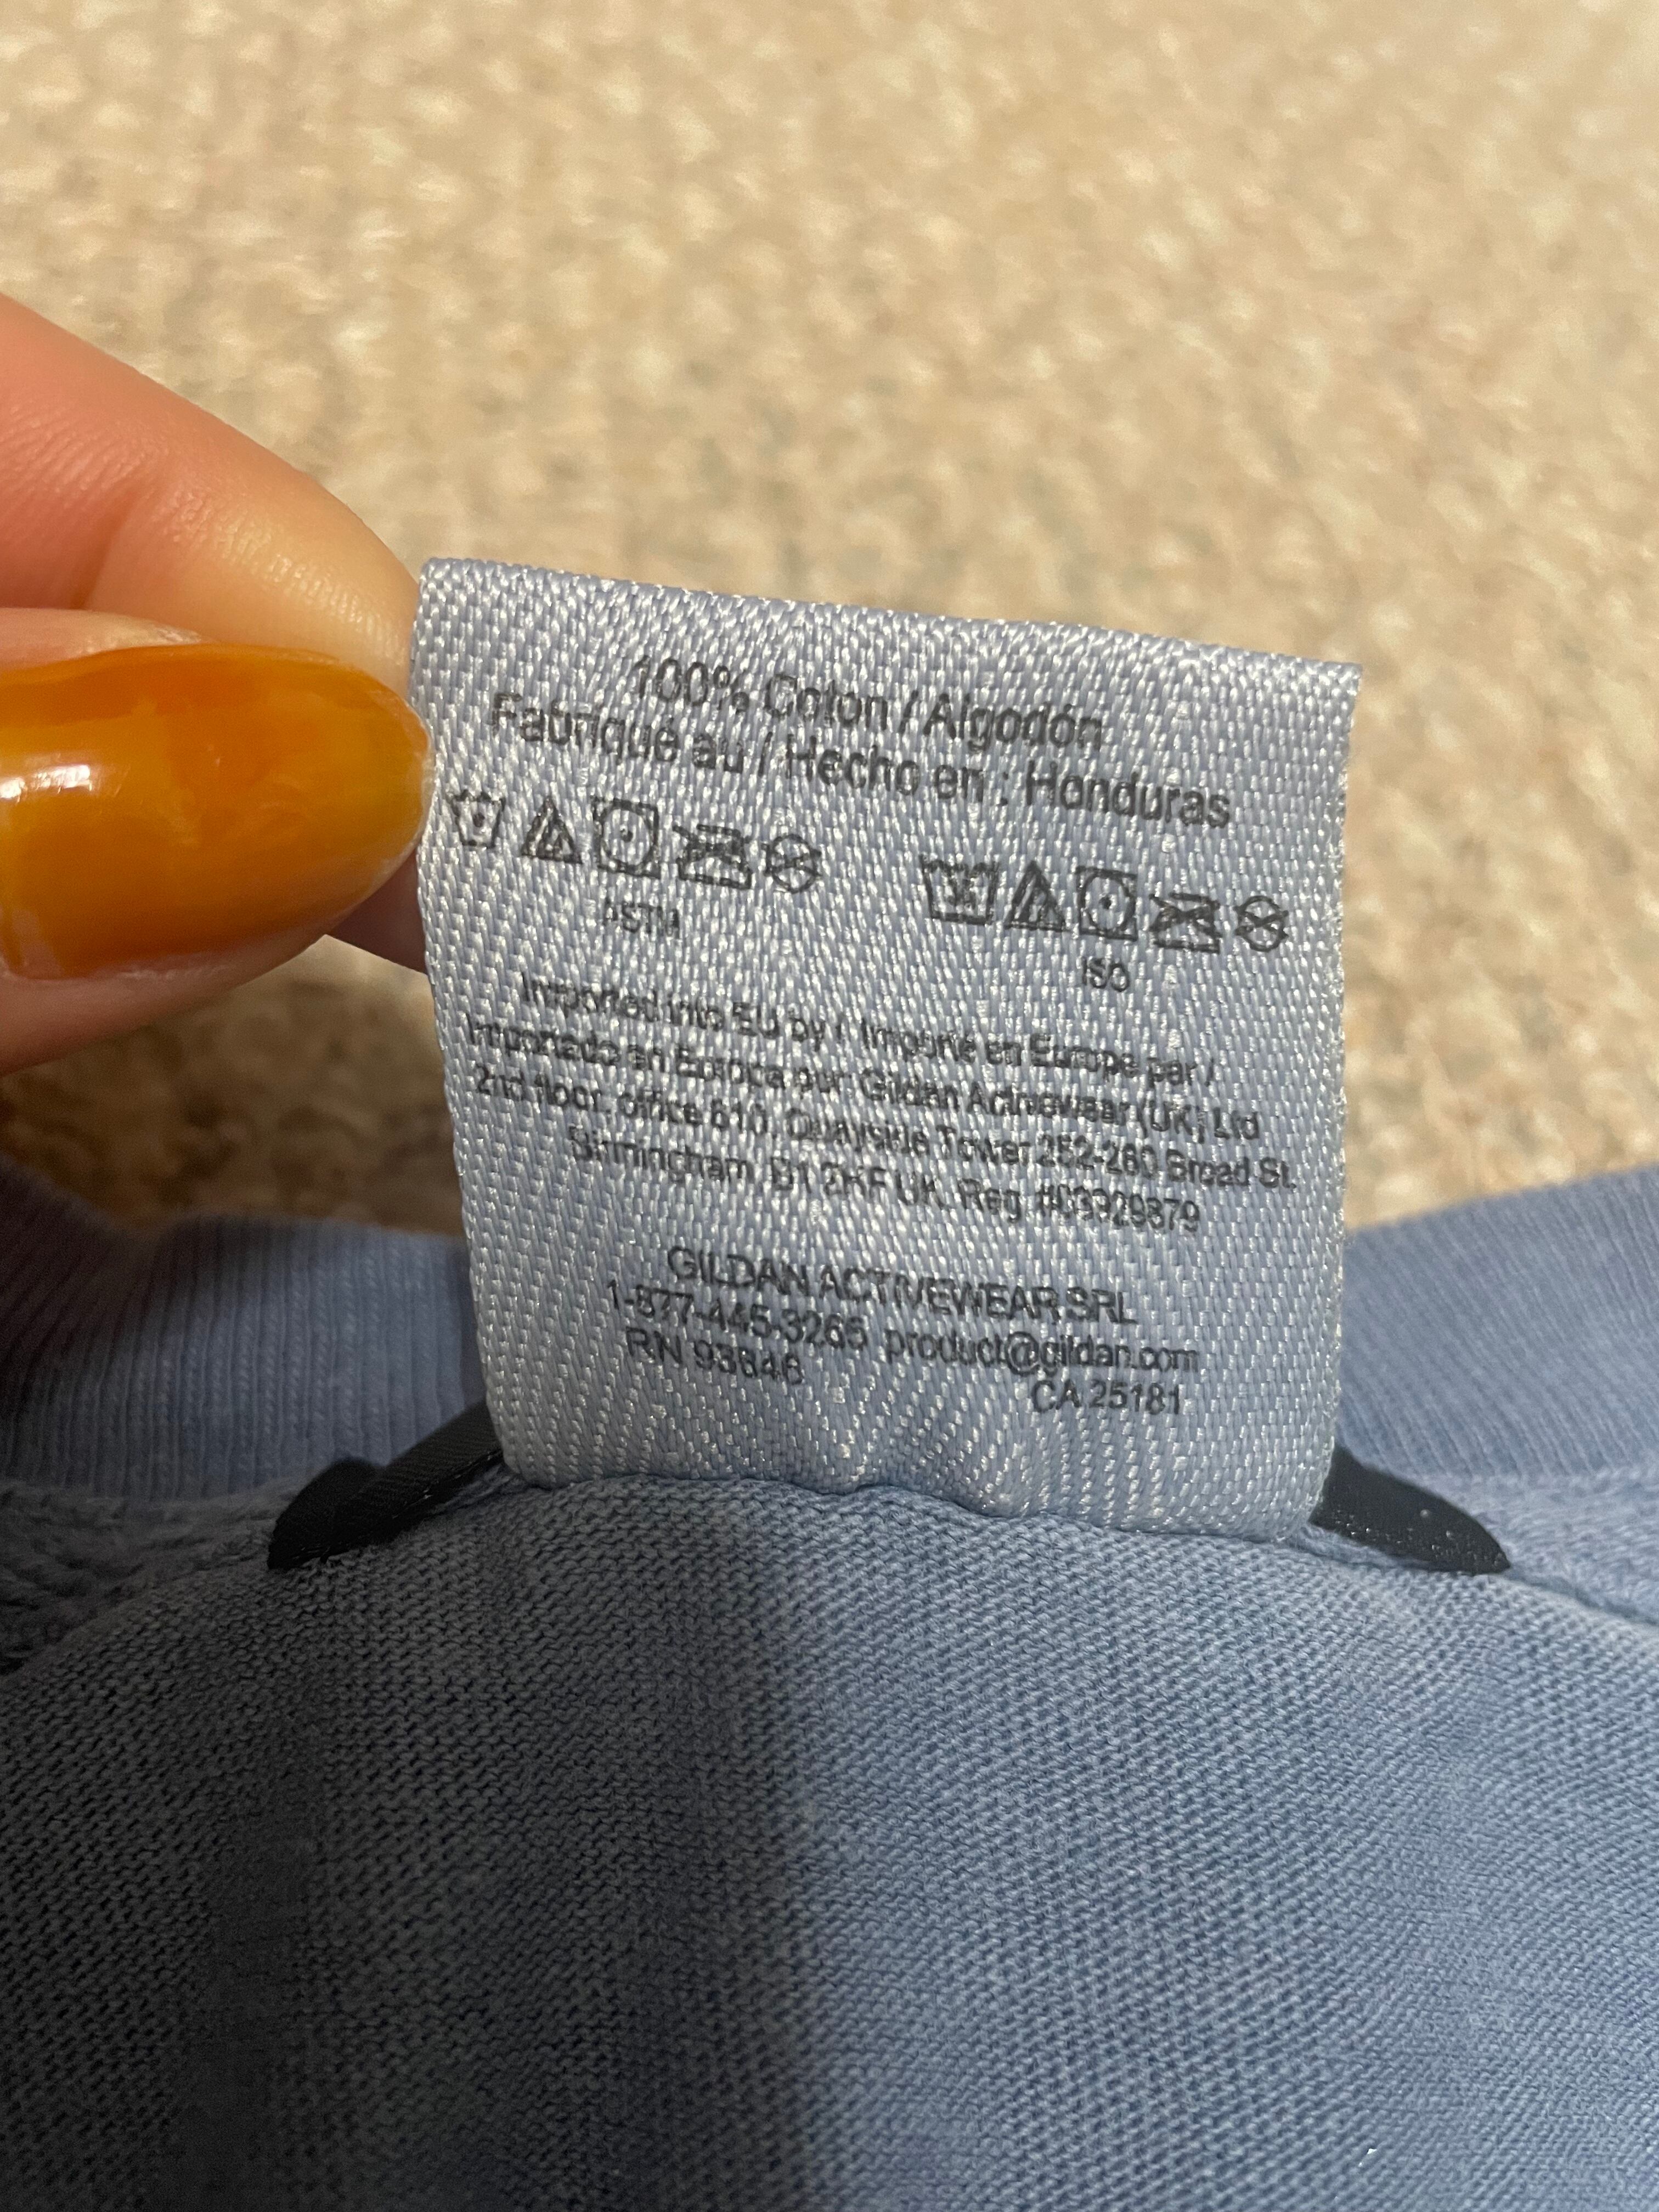 100% Coton / Algodón
Fabriqué au / Hecho en : Honduras
ASTM
ISO
Imported into EU by / Importé en Europe par /
Importado en Europa por: Gildan Activewear (UK) Ltd
2nd floor, office 810, Quayside Tower 252-260 Broad St.
Birmingham, B1 2HF UK, Reg #03929879
GILDAN ACTIVEWEAR SRL
1-877-445-3265 product@gildan.com
RN 93846
CA 25181